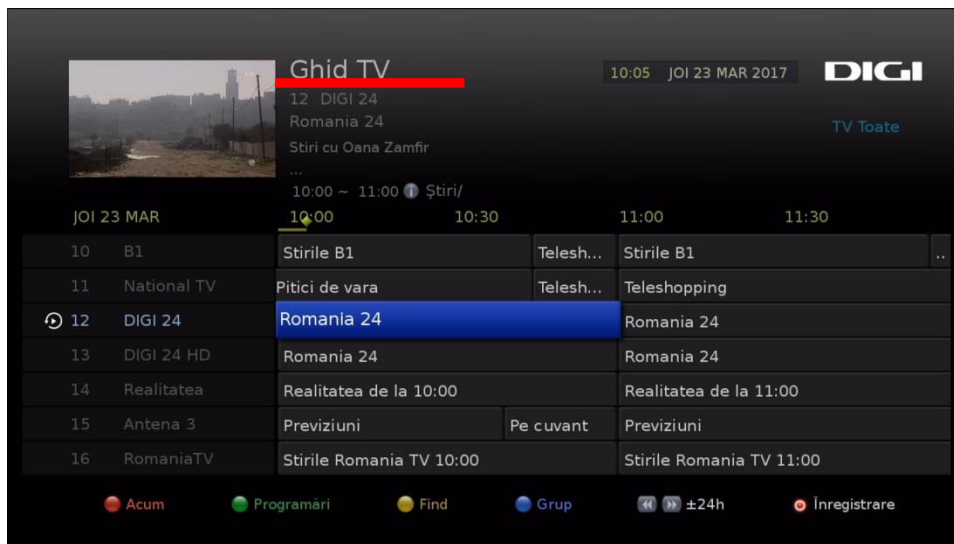 Ghid TV
10:05 JOI 23 MAR 2017
DIGI
12 DIGI 24
Romania 24
TV Toate
Stiri cu Oana Zamfir
...
10:00 ~ 11:00 Știri/
JOI 23 MAR 10:00 10:30 11:00 11:30
10 B1 Stirile B1 Telesh... Stirile B1 ..
11 National TV Pitici de vara Telesh... Teleshopping
12 DIGI 24 Romania 24 Romania 24
13 DIGI 24 HD Romania 24 Romania 24
14 Realitatea Realitatea de la 10:00 Realitatea de la 11:00
15 Antena 3 Previziuni Pe cuvant Previziuni
16 RomaniaTV Stirile Romania TV 10:00 Stirile Romania TV 11:00
Acum Programări Find Grup ±24h Înregistrare